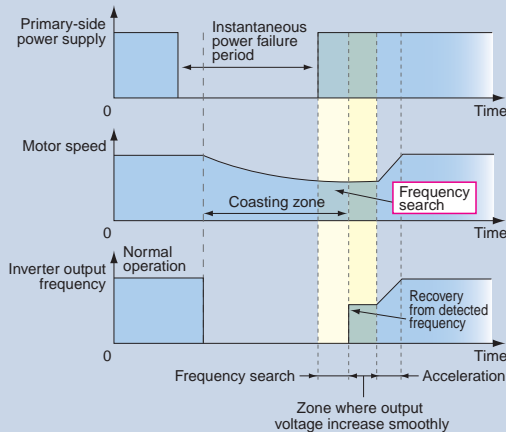 Primary-side
power supply
Instantaneous
power failure
period
0
Time
Motor speed
Coasting zone
Frequency
search
0
Time
Inverter output
frequency
Normal
operation
Recovery
from detected
frequency
0
Time
Frequency search
Acceleration
Zone where output
voltage increase smoothly